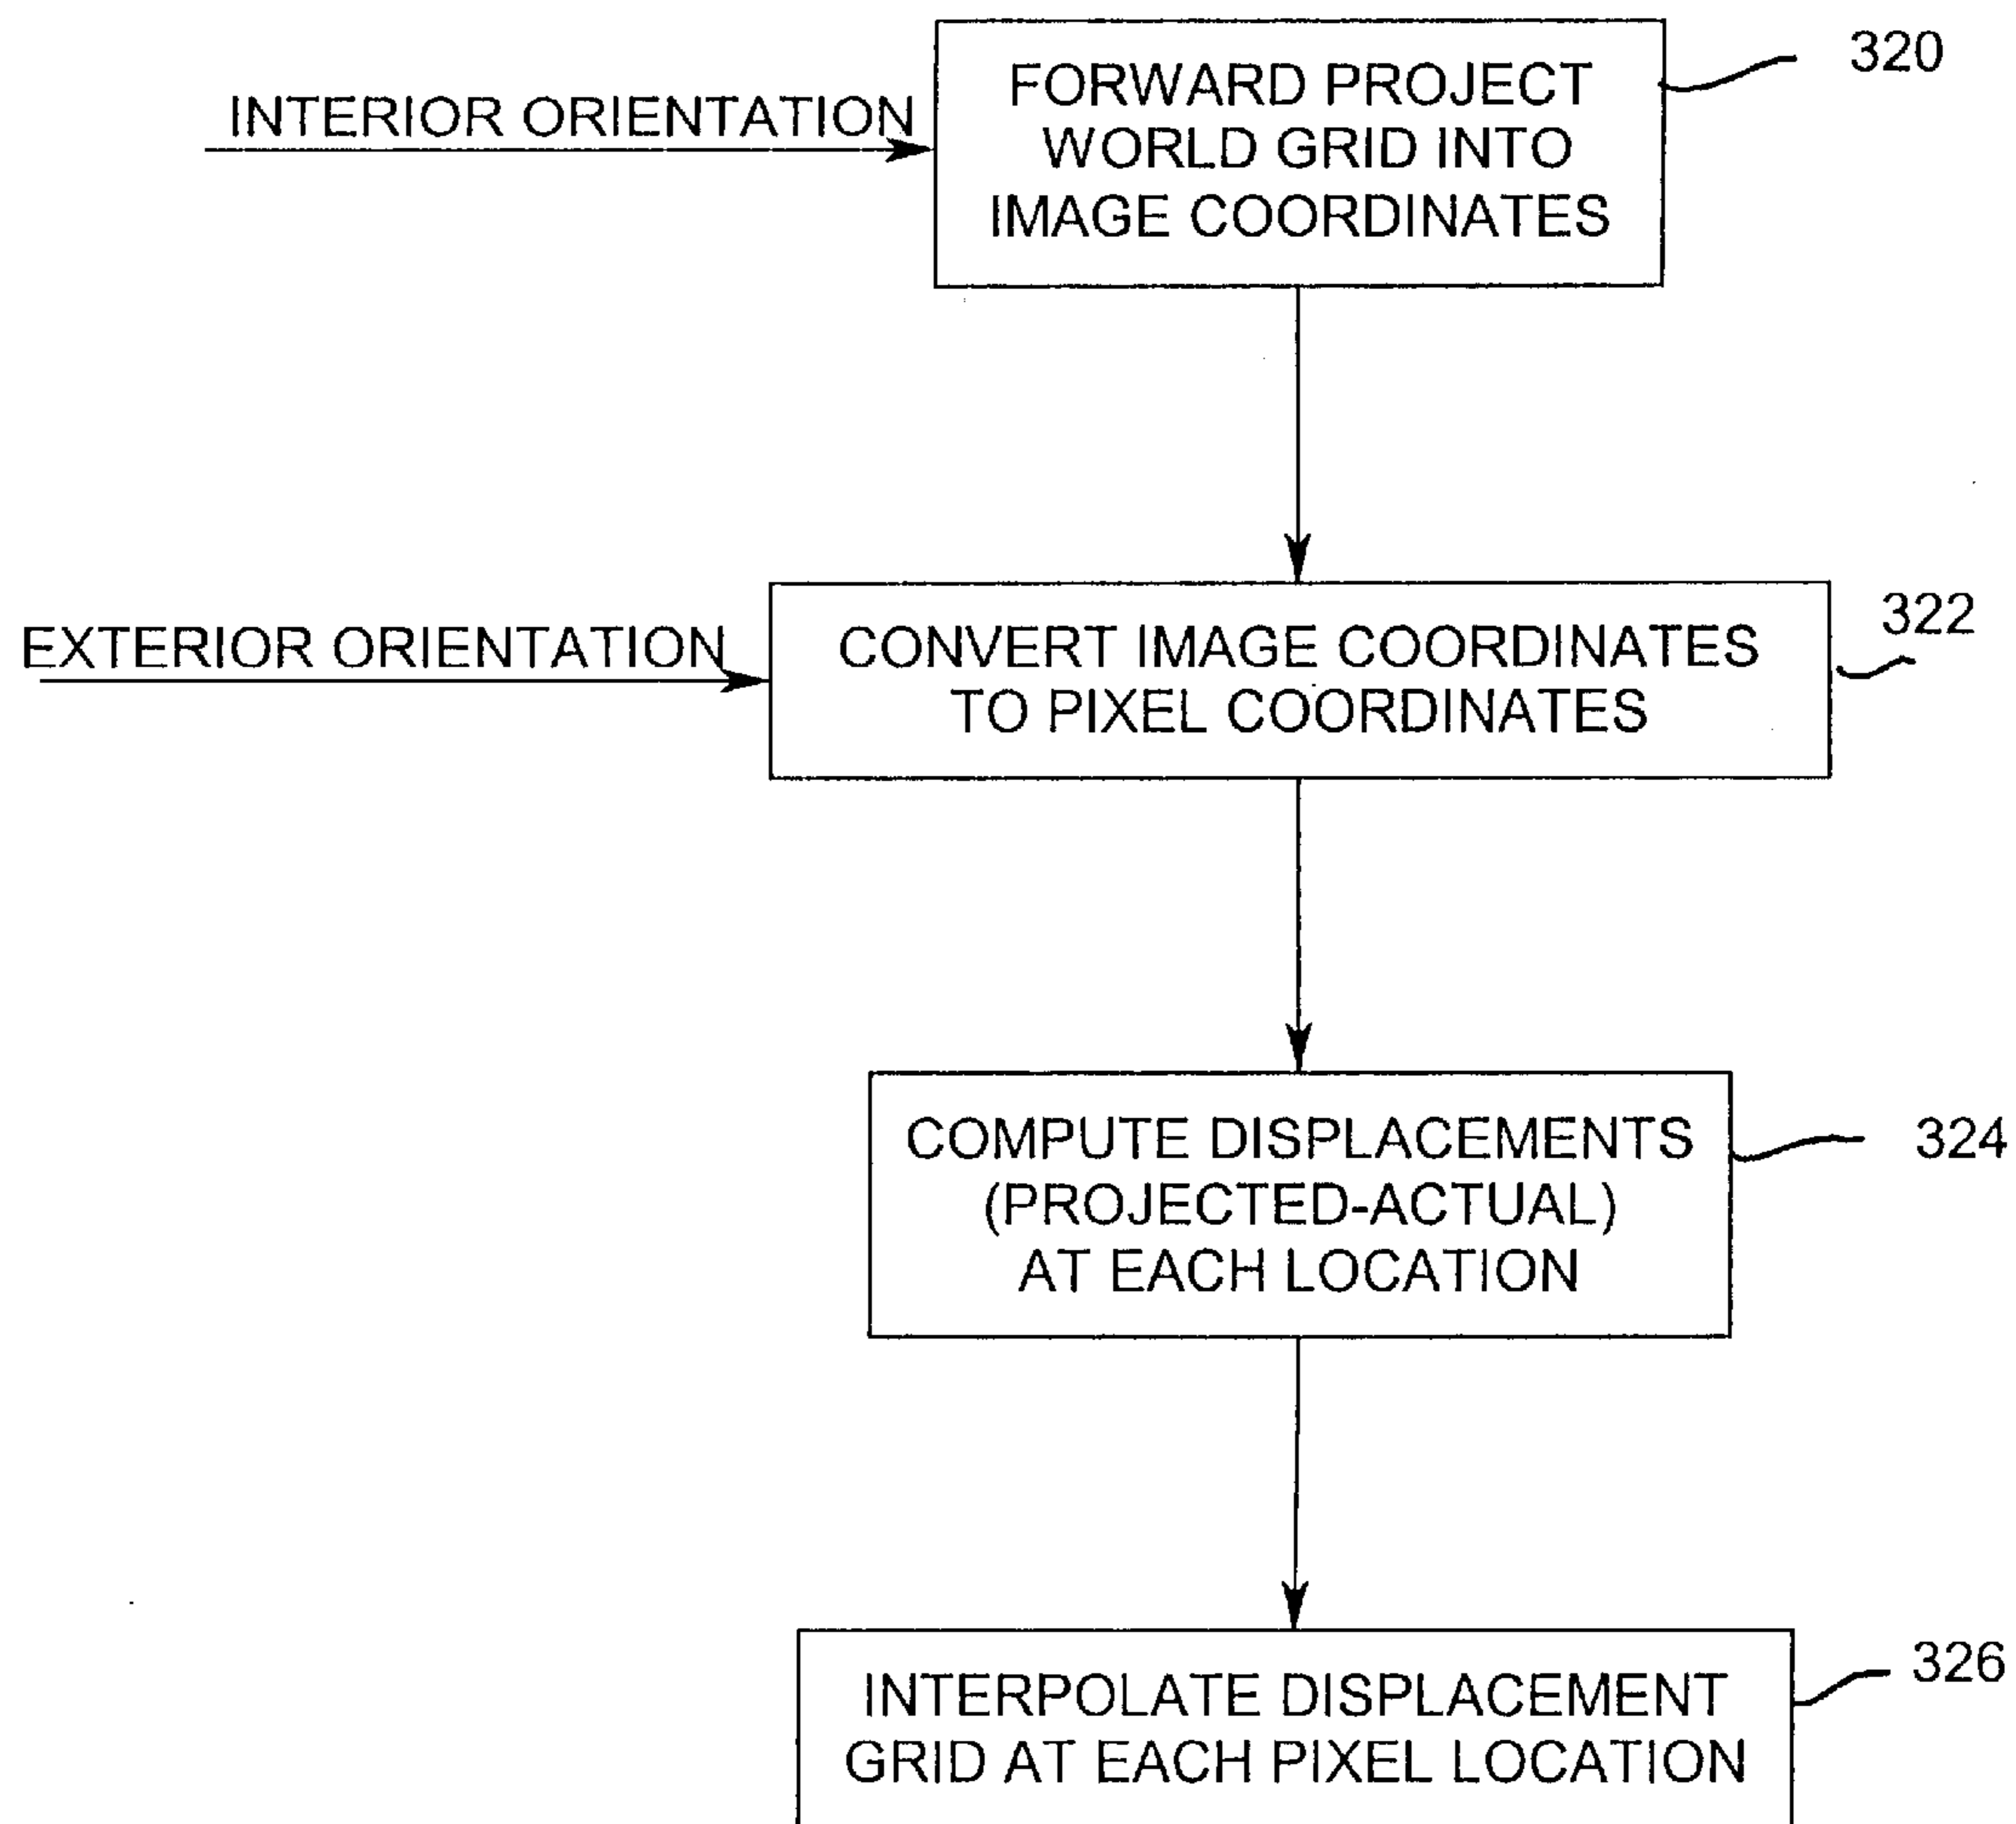 320
FORWARD PROJECT
WORLD GRID INTO
IMAGE COORDINATES
INTERIOR ORIENTATION
322
EXTERIOR ORIENTATION
CONVERT IMAGE COORDINATES
TO PIXEL COORDINATES
324
COMPUTE DISPLACEMENTS
(PROJECTED-ACTUAL)
AT EACH LOCATION
326
INTERPOLATE DISPLACEMENT
GRID AT EACH PIXEL LOCATION